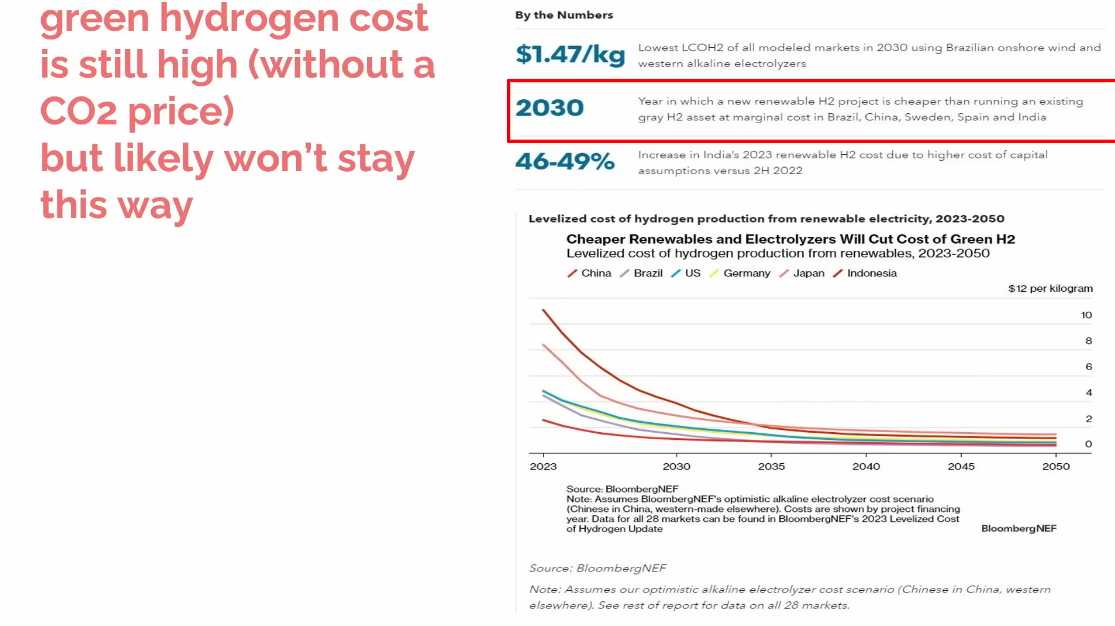 green hydrogen cost
is still high (without a
CO2 price)
but likely won't stay
this way
By the Numbers
$1.47/kg
Lowest LCOH2 of all modeled markets in 2030 using Brazilian onshore wind and
western alkaline electrolyzers
2030
Year in which a new renewable H2 project is cheaper than running an existing
gray H2 asset at marginal cost in Brazil, China, Sweden, Spain and India
46-49%
Increase in India's 2023 renewable H2 cost due to higher cost of capital
assumptions versus 2H 2022
Levelized cost of hydrogen production from renewable electricity, 2023-2050
Cheaper Renewables and Electrolyzers Will Cut Cost of Green H2
Levelized cost of hydrogen production from renewables, 2023-2050
China Brazil US Germany Japan Indonesia
$12 per kilogram
10
8
6
4
2
0
2023 2030 2035 2040 2045 2050
Source: BloombergNEF
Note: Assumes BloombergNEF's optimistic alkaline electrolyzer cost scenario
(Chinese in China, western-made elsewhere). Costs are shown by project financing
year. Data for all 28 markets can be found in BloombergNEF's 2023 Levelized Cost
of Hydrogen Update
BloombergNEF
Source: BloombergNEF
Note: Assumes our optimistic alkaline electrolyzer cost scenario (Chinese in China, western
elsewhere). See rest of report for data on all 28 markets.